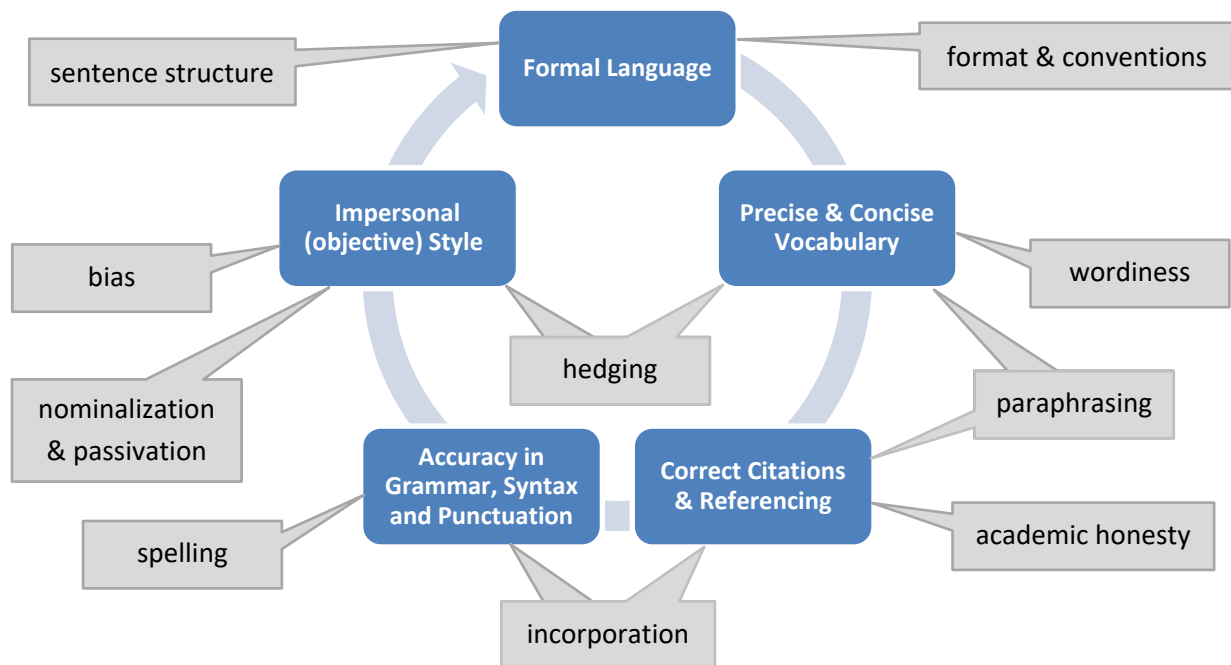 sentence structure
Formal Language
format & conventions
Impersonal
(objective) Style
Precise & Concise
Vocabulary
bias
wordiness
hedging
nominalization
& passivation
paraphrasing
Accuracy in
Grammar, Syntax
and Punctuation
Correct Citations
& Referencing
spelling
academic honesty
incorporation